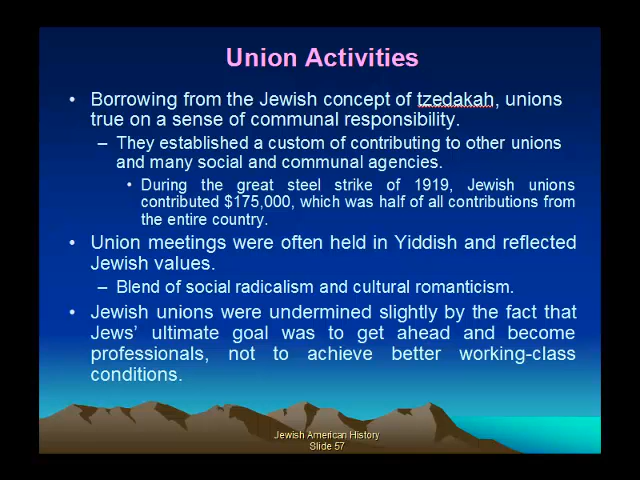 Union Activities
• Borrowing from the Jewish concept of tzedakah, unions
true on a sense of communal responsibility.
– They established a custom of contributing to other unions
and many social and communal agencies.
• During the great steel strike of 1919, Jewish unions
contributed $175,000, which was half of all contributions from
the entire country.
• Union meetings were often held in Yiddish and reflected
Jewish values.
– Blend of social radicalism and cultural romanticism.
• Jewish unions were undermined slightly by the fact that
Jews’ ultimate goal was to get ahead and become
professionals, not to achieve better working-class
conditions.
Jewish American History
Slide 57